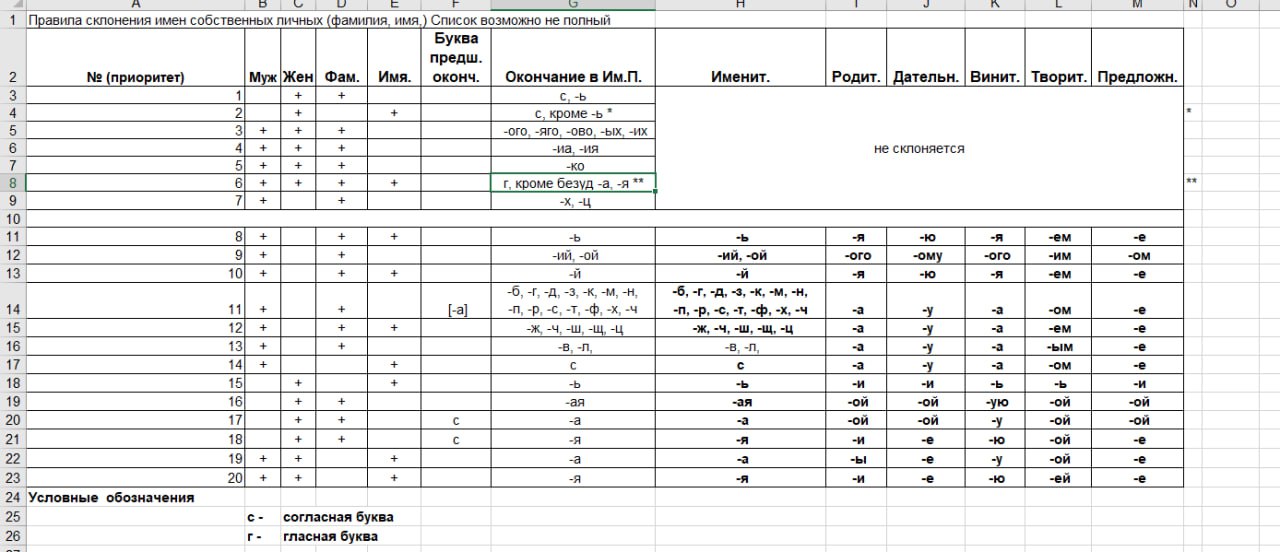 A B C D E F G H I J K L M N O
1 Правила склонения имен собственных личных (фамилия, имя,) Список возможно не полный
2 № (приоритет) Муж Жен Фам. Имя. Буква предш. оконч. Окончание в Им.П. Именит. Родит. Дательн. Винит. Творит. Предложн.
3 1 + + с, -ь
4 2 + + с, кроме -ь * *
5 3 + + + -ого, -яго, -ово, -ых, -их
6 4 + + + -иа, -ия не склоняется
7 5 + + + -ко
8 6 + + + + г, кроме безуд -а, -я ** **
9 7 + + -х, -ц
10
11 8 + + + -ь -ь -я -ю -я -ем -е
12 9 + + -ий, -ой -ий, -ой -ого -ому -ого -им -ом
13 10 + + + -й -й -я -ю -я -ем -е
-б, -г, -д, -з, -к, -м, -н, -б, -г, -д, -з, -к, -м, -н,
14 11 + + [-а] -п, -р, -с, -т, -ф, -х, -ч -п, -р, -с, -т, -ф, -х, -ч -а -у -а -ом -е
15 12 + + + -ж, -ч, -ш, -щ, -ц -ж, -ч, -ш, -щ, -ц -а -у -а -ем -е
16 13 + + -в, -л, -в, -л, -а -у -а -ым -е
17 14 + + с с -а -у -а -ом -е
18 15 + + -ь -ь -и -и -ь -ь -и
19 16 + + -ая -ая -ой -ой -ую -ой -ой
20 17 + + с -а -а -ой -ой -у -ой -ой
21 18 + + с -я -я -и -е -ю -ой -е
22 19 + + + -а -а -ы -е -у -ой -е
23 20 + + + -я -я -и -е -ю -ей -е
24 Условные обозначения
25 с - согласная буква
26 г - гласная буква